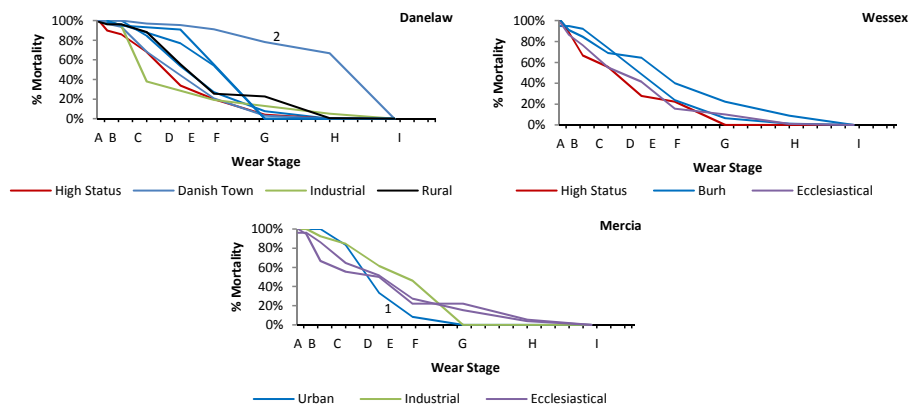 Danelaw
100%
80%
60%
40%
20%
0%
% Mortality
2
A B C D E F G H I
Wear Stage
High Status Danish Town Industrial Rural
Wessex
100%
80%
60%
40%
20%
0%
% Mortality
A B C D E F G H I
Wear Stage
High Status Burh Ecclesiastical
Mercia
100%
80%
60%
40%
20%
0%
% Mortality
1
A B C D E F G H I
Wear Stage
Urban Industrial Ecclesiastical